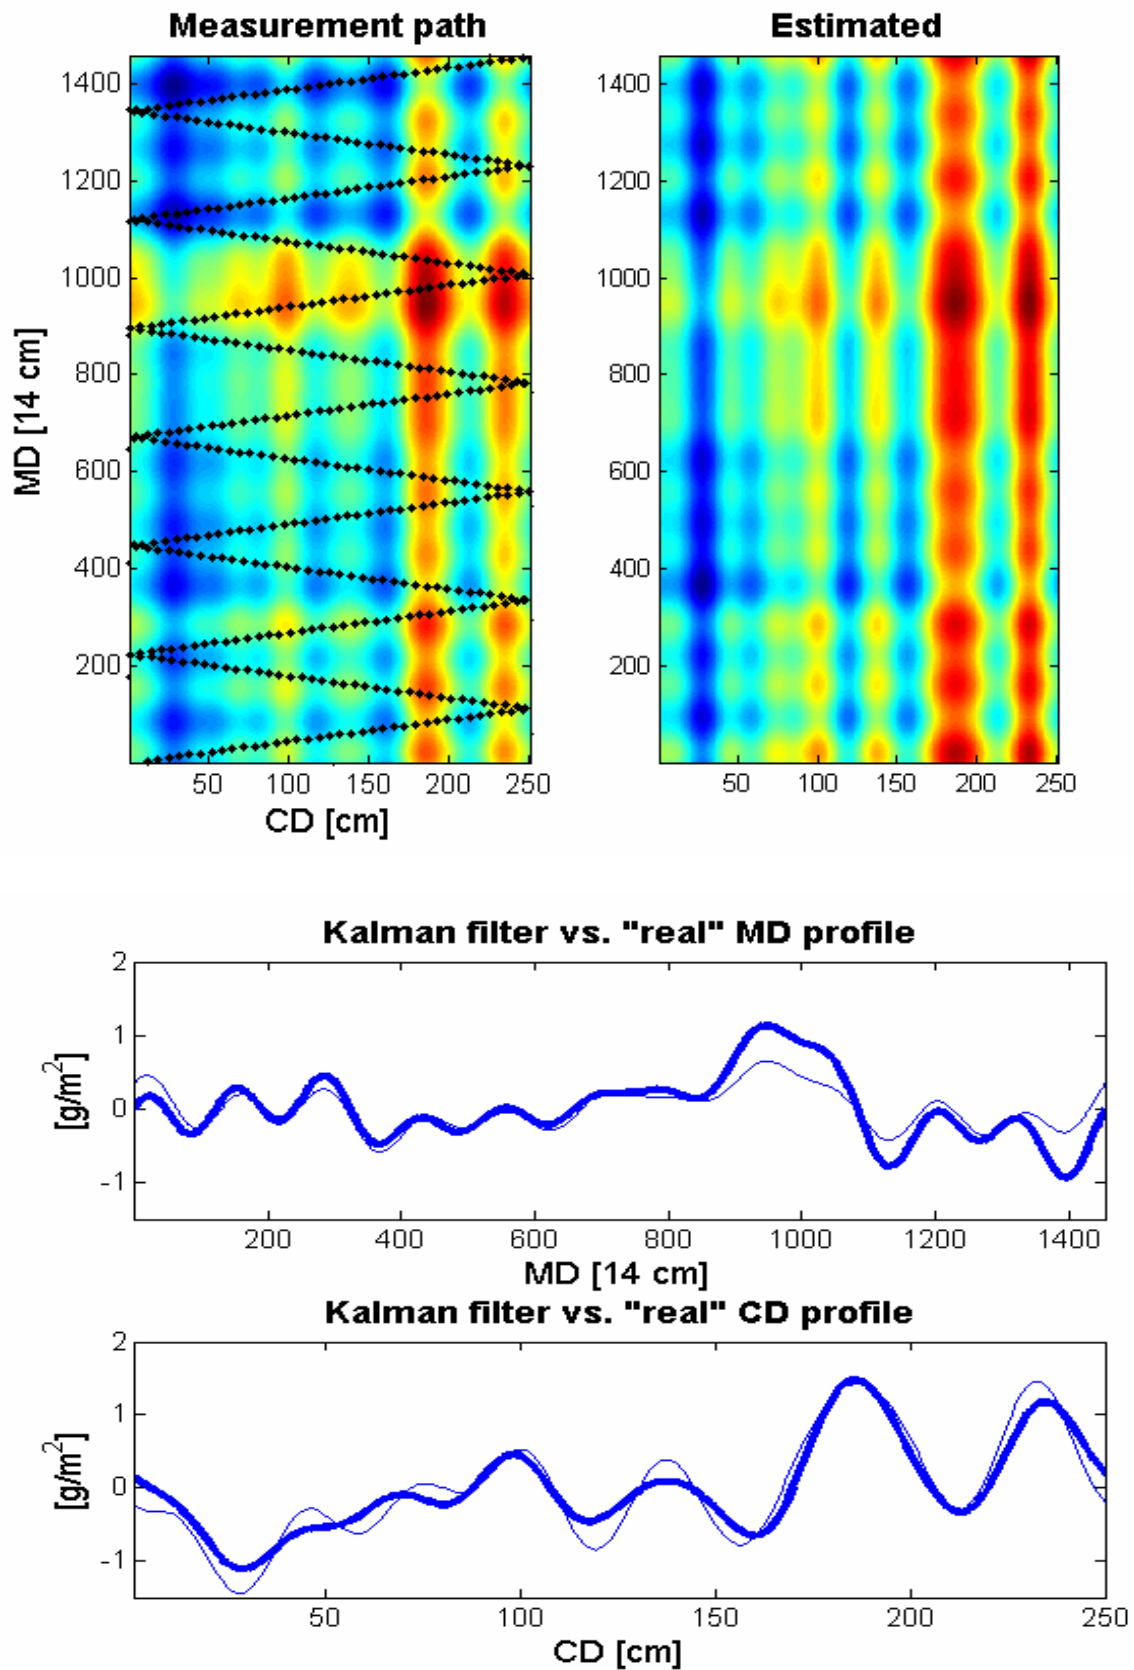 Measurement path
Estimated
1400
1200
1000
800
600
400
200
MD [14 cm]
50 100 150 200 250
CD [cm]
1400
1200
1000
800
600
400
200
50 100 150 200 250
Kalman filter vs. "real" MD profile
2
1
0
-1
[g/m²]
200 400 600 800 1000 1200 1400
MD [14 cm]
Kalman filter vs. "real" CD profile
2
1
0
-1
[g/m²]
50 100 150 200 250
CD [cm]